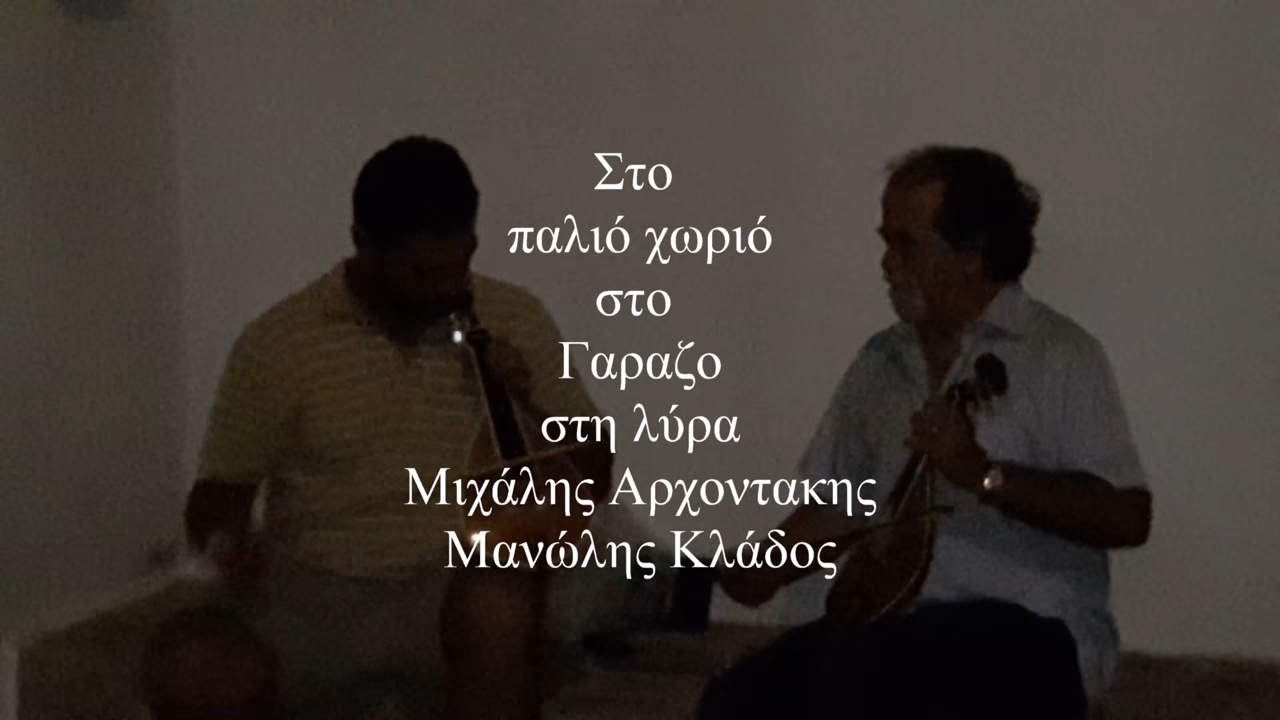 Στο
παλιό χωριό
στο
Γαραζο
στη λύρα
Μιχάλης Αρχοντακης
Μανώλης Κλάδος